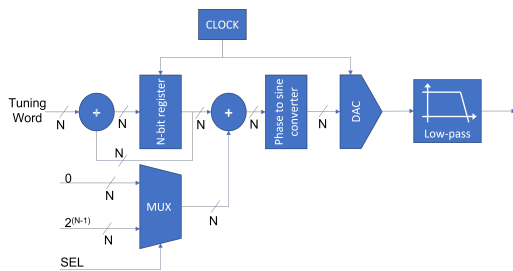 CLOCK
Tuning
Word
N
+
N
N-bit register
N
+
N
Phase to sine
converter
N
DAC
Low-pass
N
0
N
MUX
N
2(N-1)
N
SEL